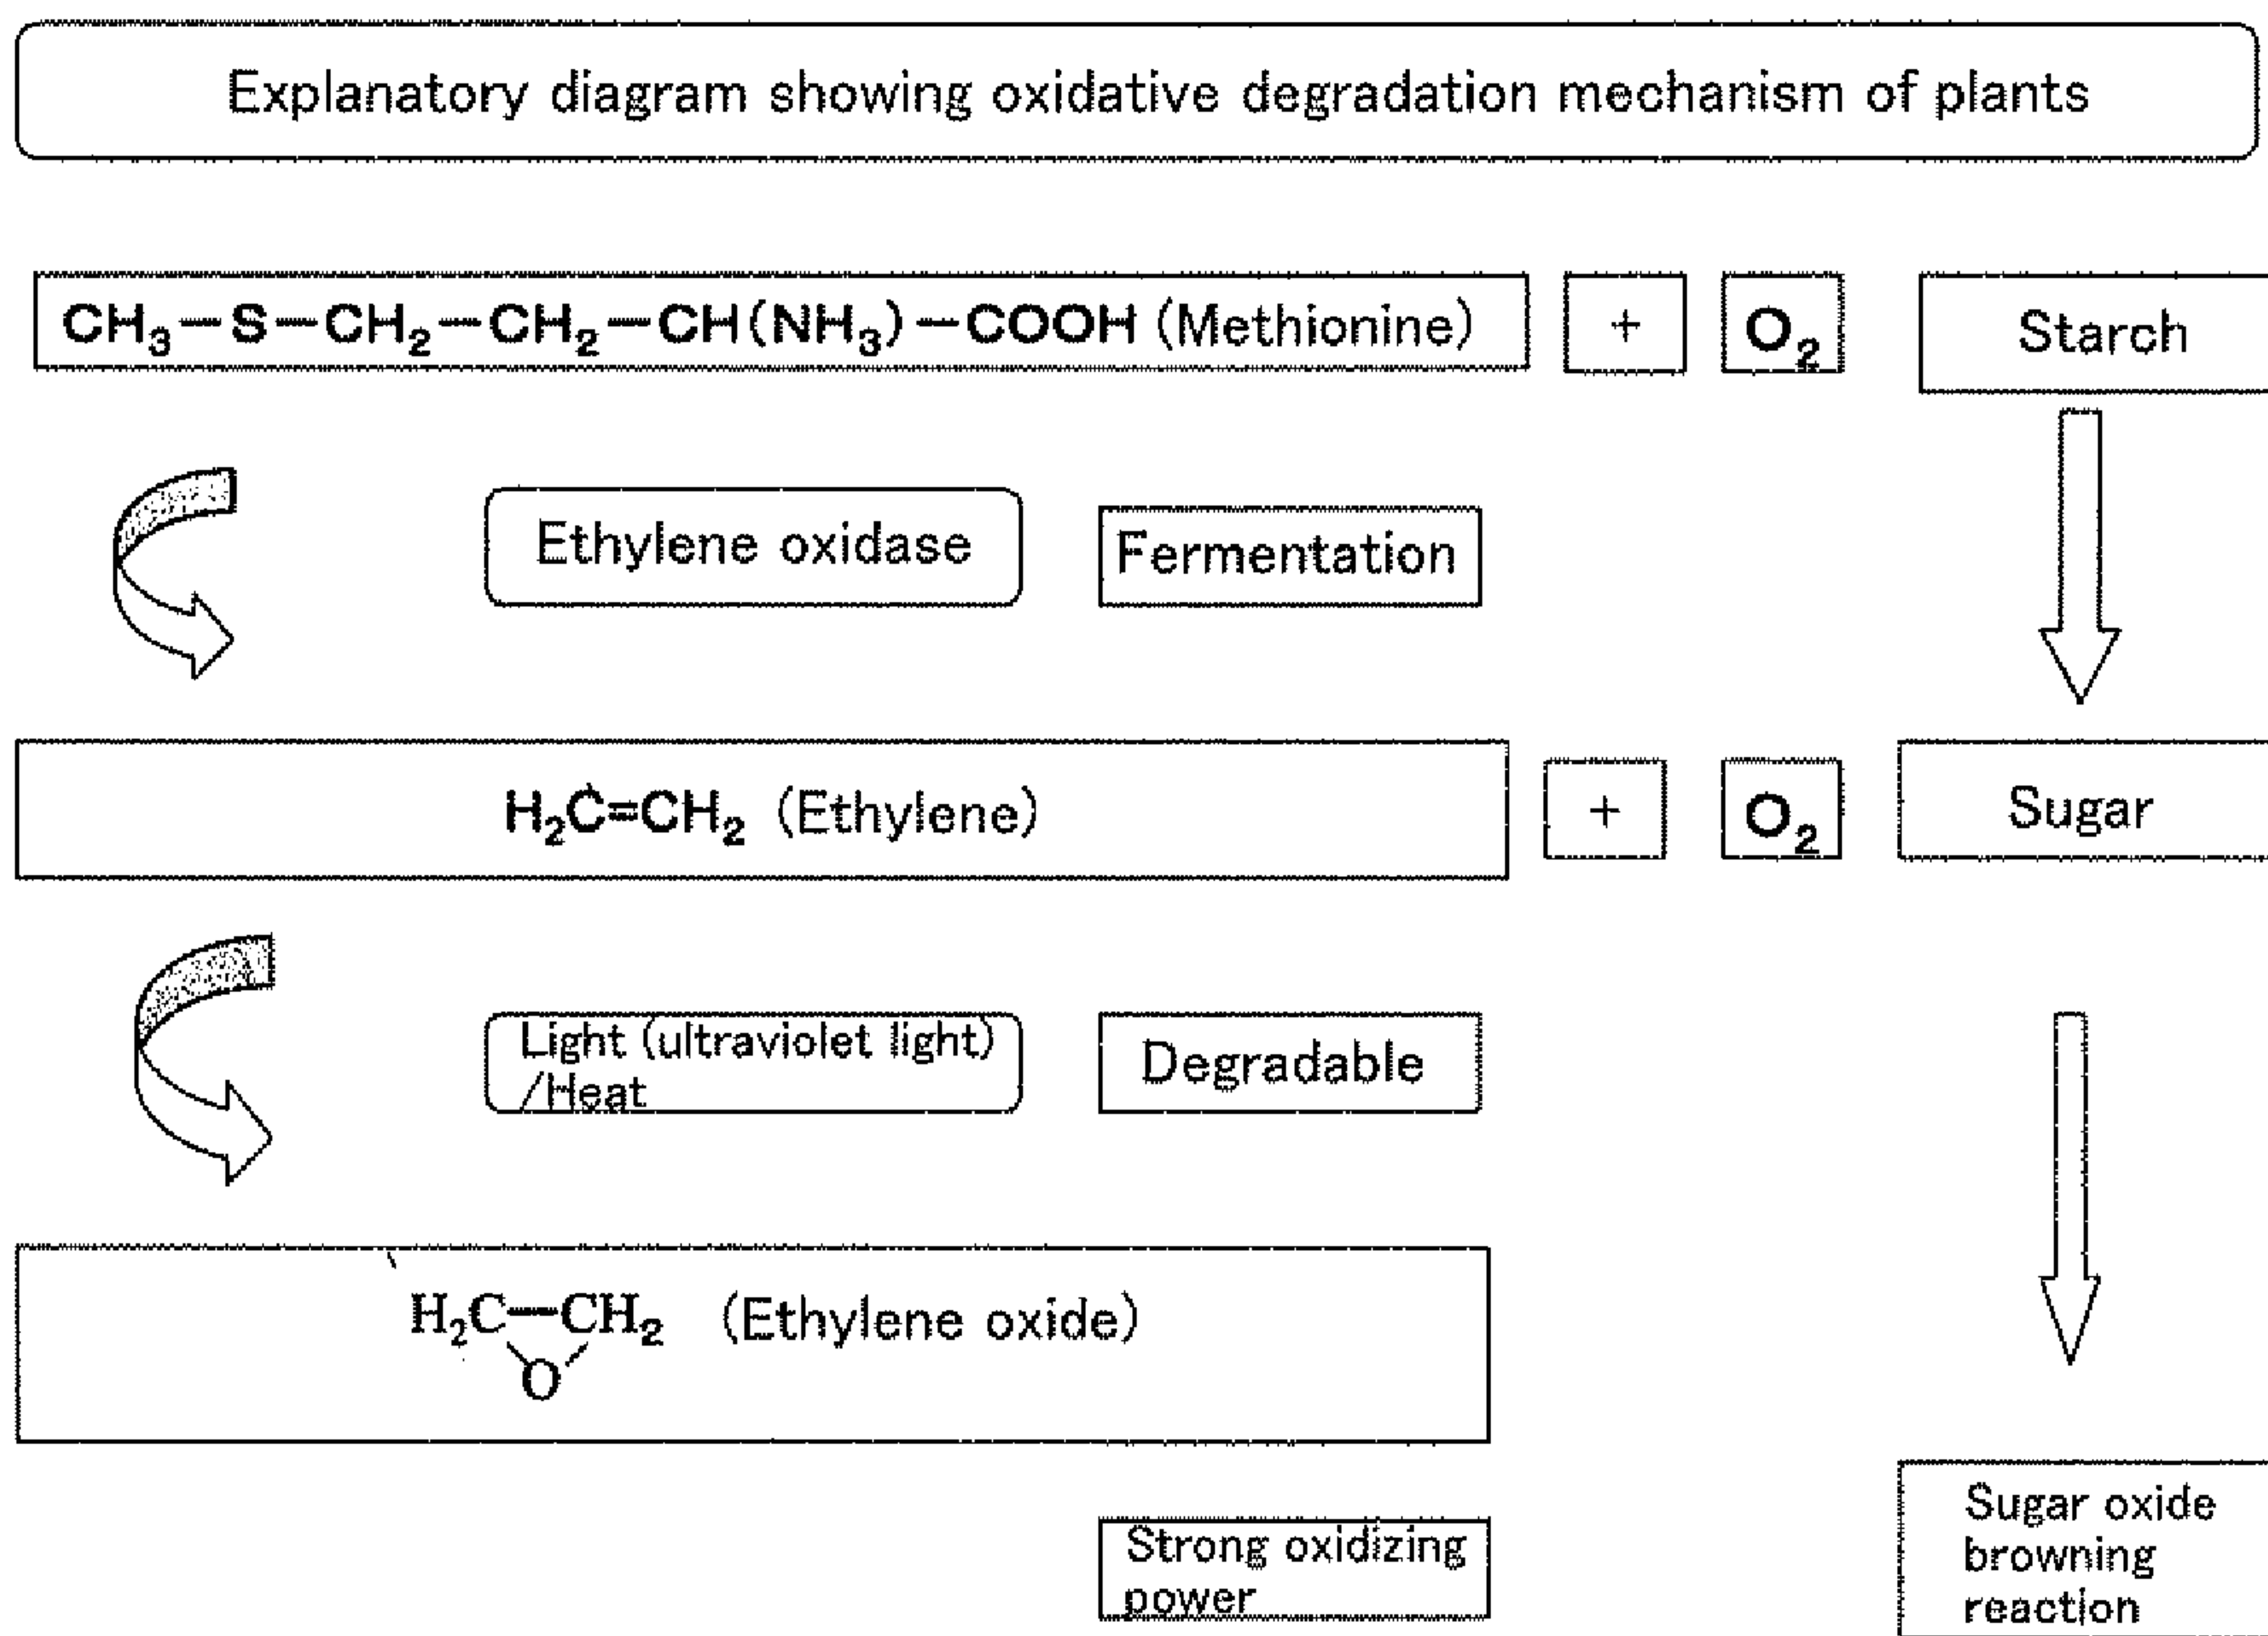 Explanatory diagram showing oxidative degradation mechanism of plants
CH₃—S—CH₂—CH₂—CH(NH₃)—COOH (Methionine)
+
O₂
Starch
Ethylene oxidase
Fermentation
H₂C=CH₂ (Ethylene)
+
O₂
Sugar
Light (ultraviolet light)
/Heat
Degradable
H₂C—CH₂ (Ethylene oxide)
O
Strong oxidizing
power
Sugar oxide
browning
reaction